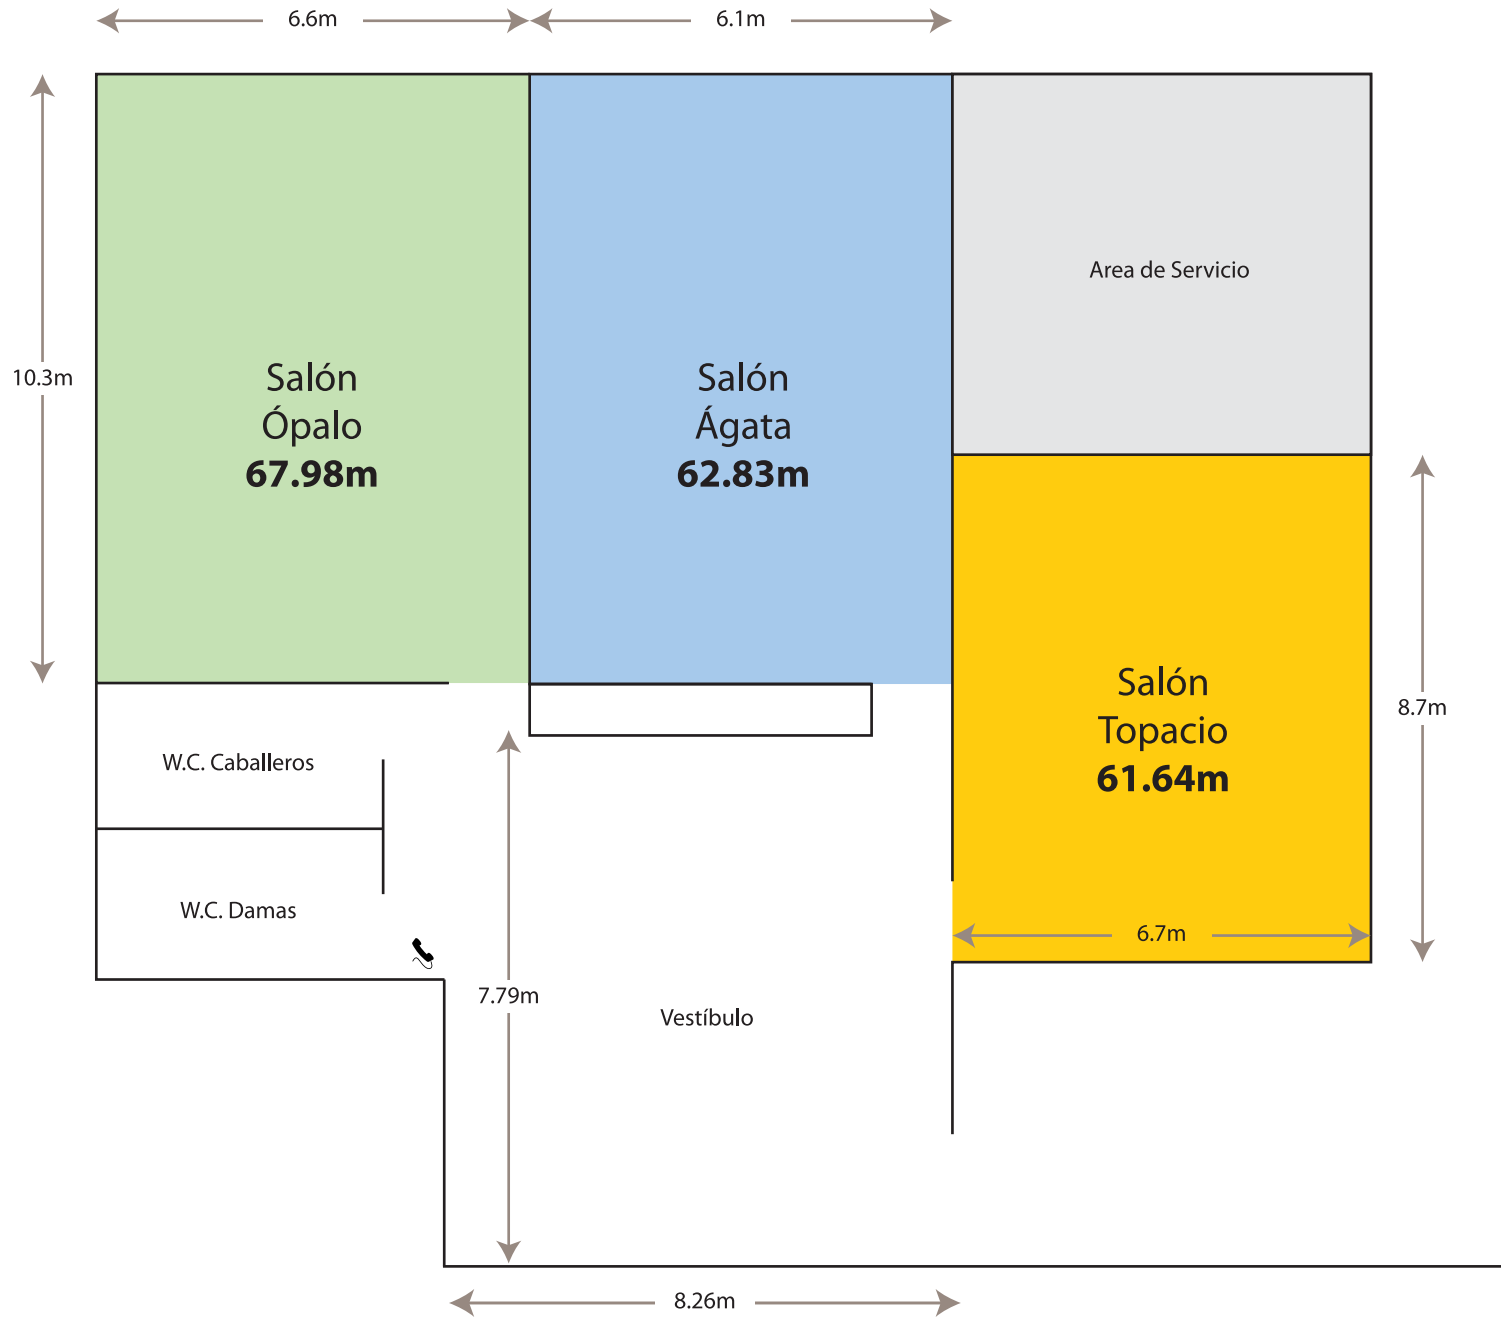 6.6m
6.1m
Area de Servicio
10.3m
Salón
Ópalo
67.98m
Salón
Ágata
62.83m
Salón
Topacio
61.64m
8.7m
W.C. Caballeros
W.C. Damas
6.7m
7.79m
Vestíbulo
8.26m